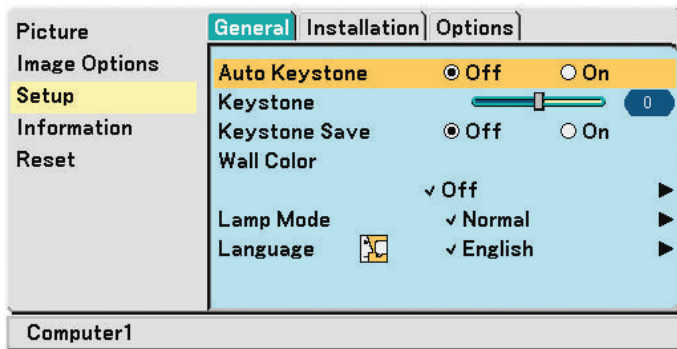 Picture
Image Options
Setup
Information
Reset
General Installation Options
Auto Keystone Off On
Keystone 0
Keystone Save Off On
Wall Color
Off
Lamp Mode Normal
Language English
Computer1